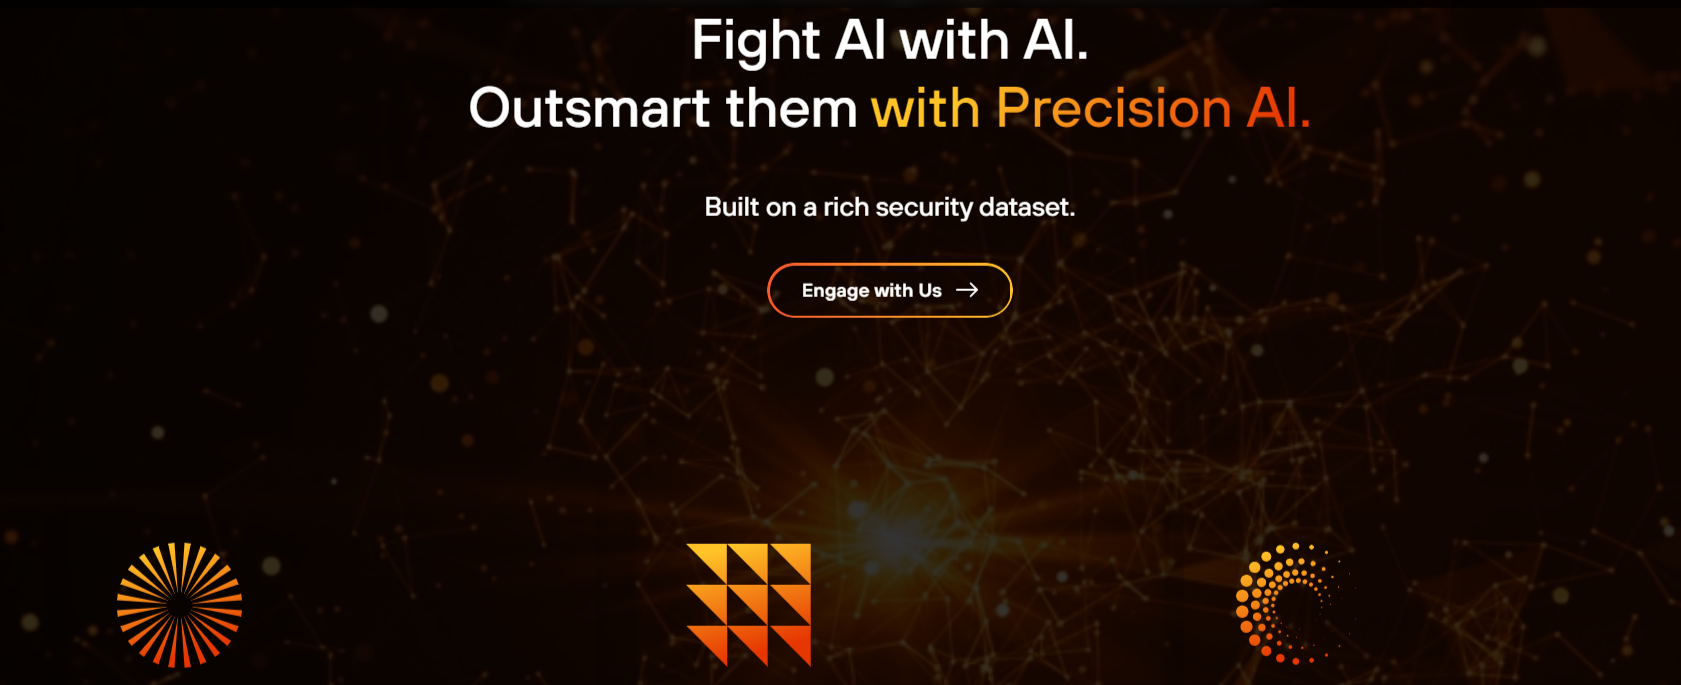 Fight AI with AI.
Outsmart them with Precision AI.
Built on a rich security dataset.
Engage with Us →